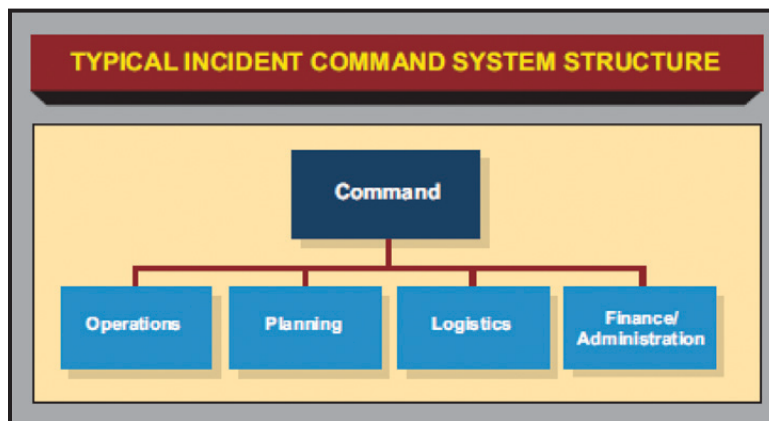 TYPICAL INCIDENT COMMAND SYSTEM STRUCTURE
Command
Operations
Planning
Logistics
Finance/
Administration